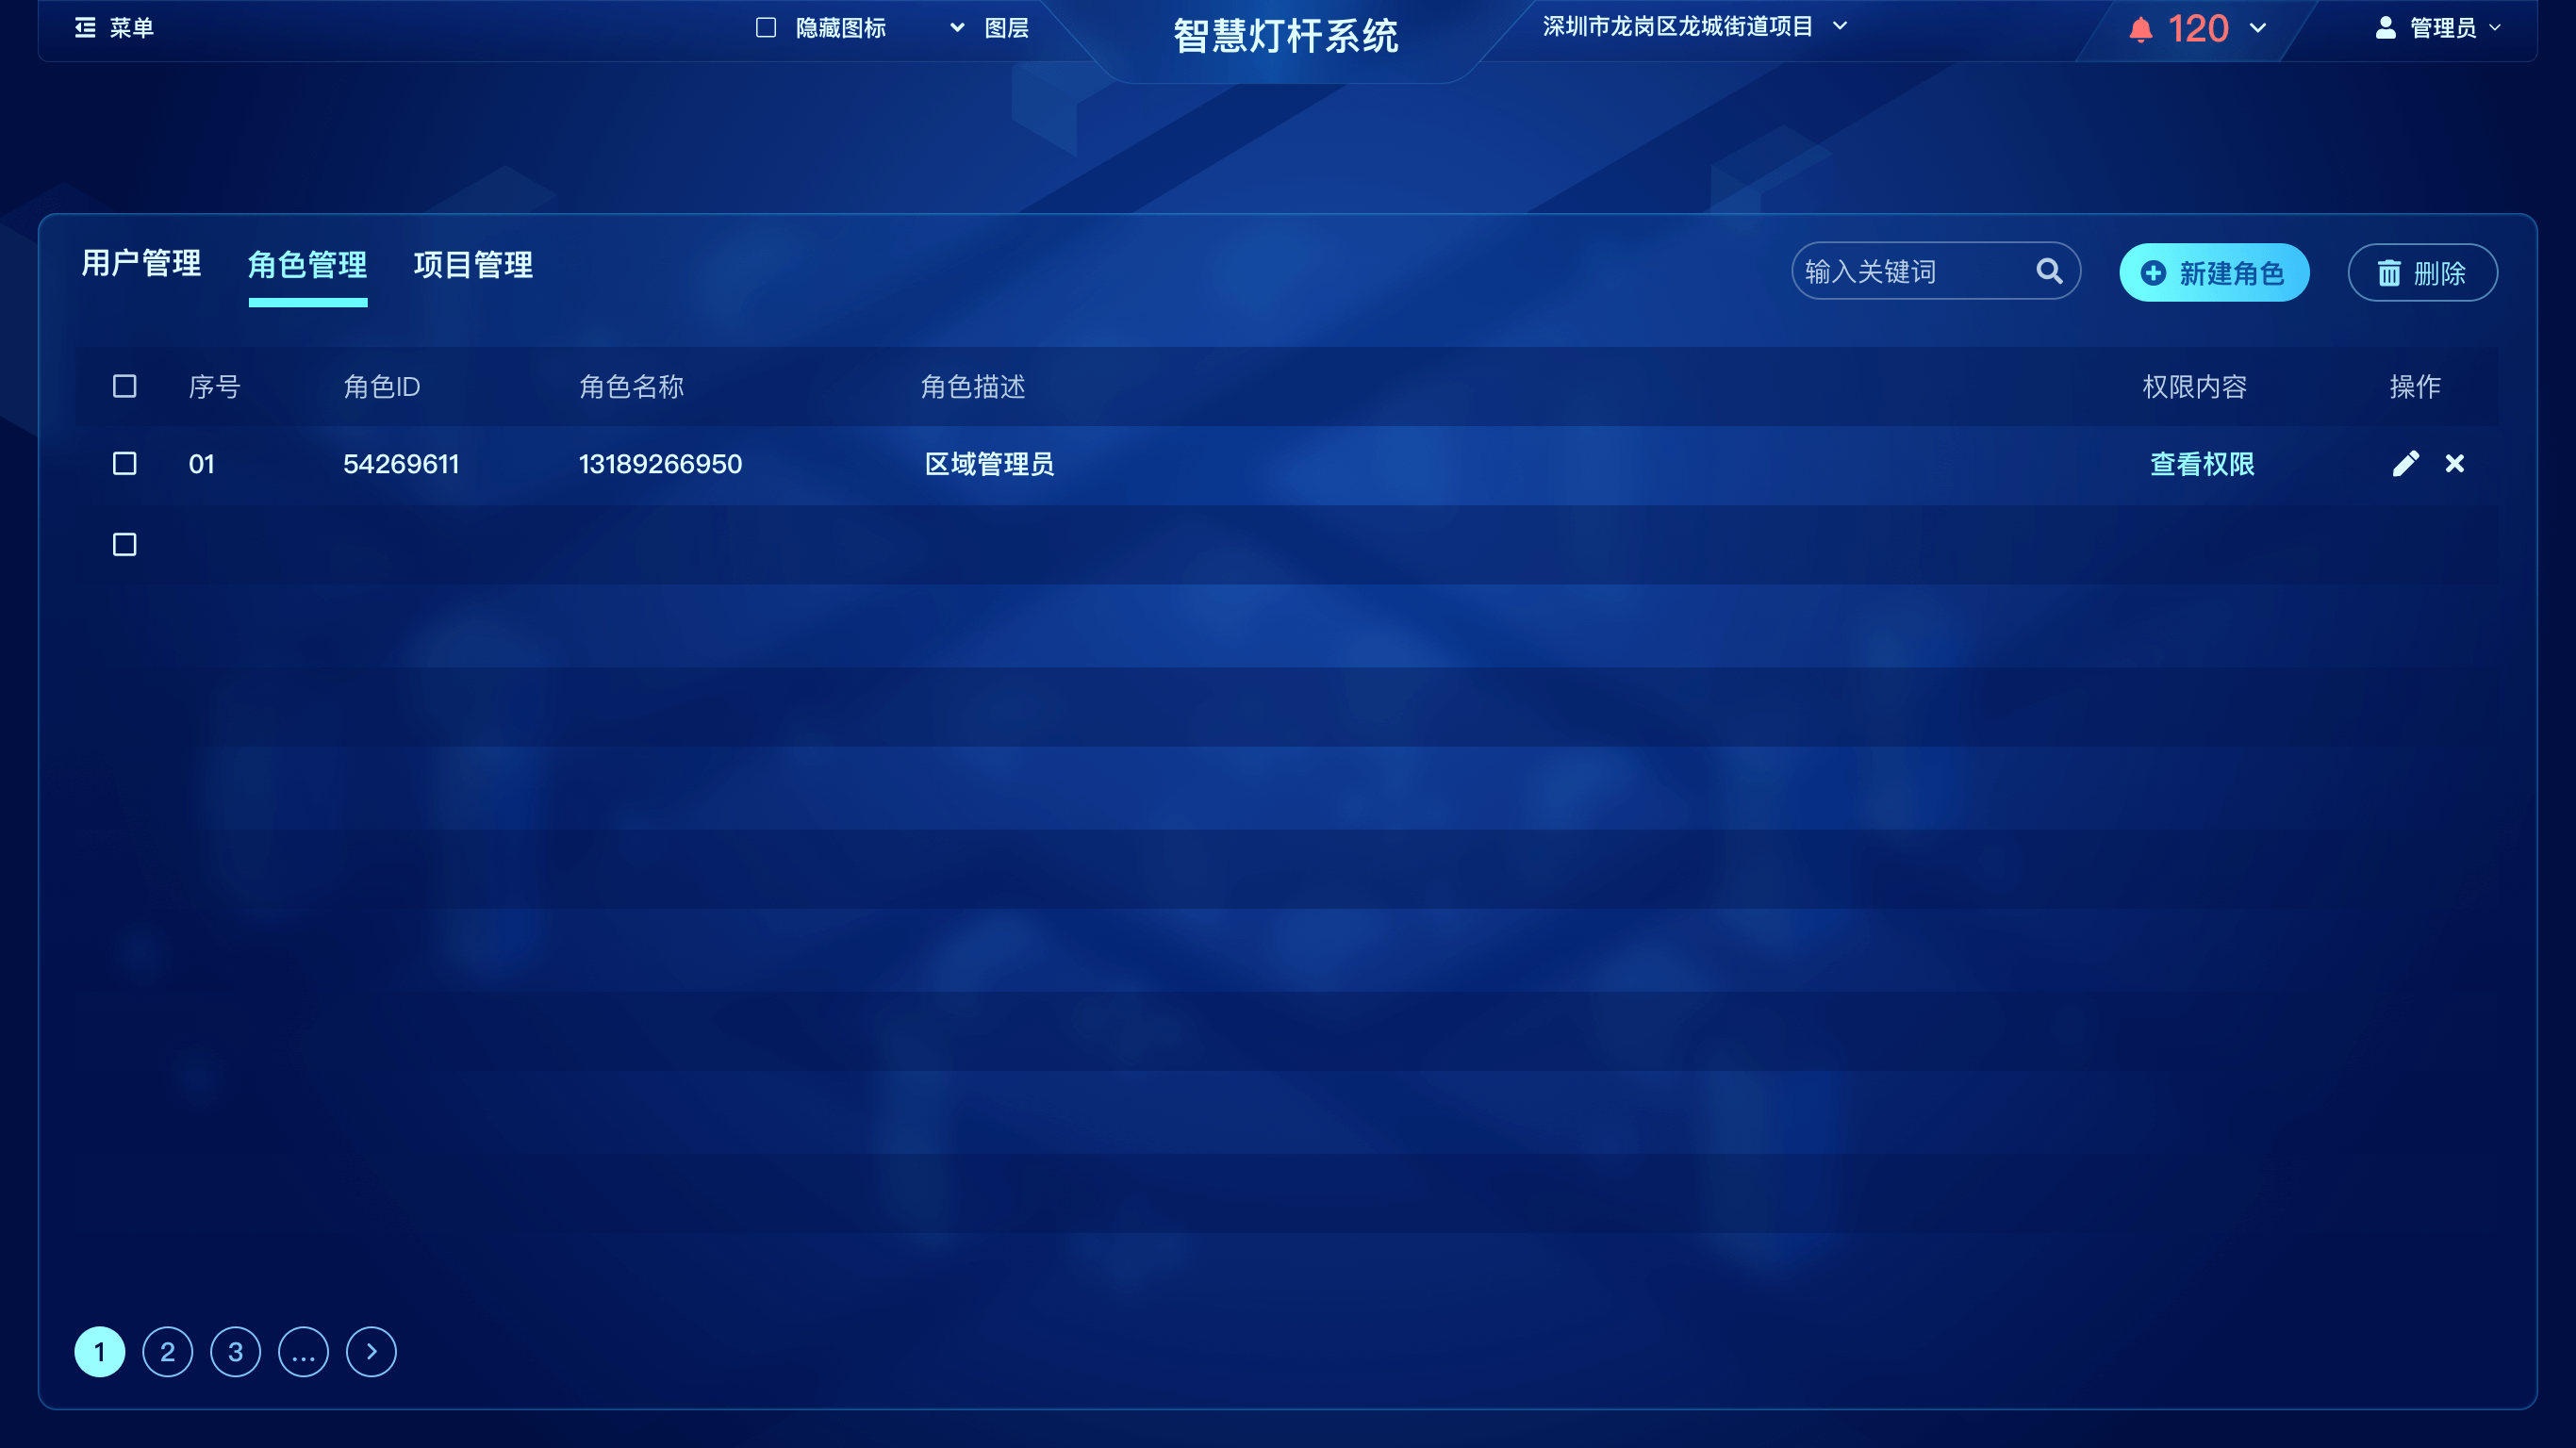 菜单 隐藏图标 图层 智慧灯杆系统 深圳市龙岗区龙城街道项目 120 管理员
用户管理 角色管理 项目管理 输入关键词 新建角色 删除
序号 角色ID 角色名称 角色描述 权限内容 操作
01 54269611 13189266950 区域管理员 查看权限
1 2 3 ...